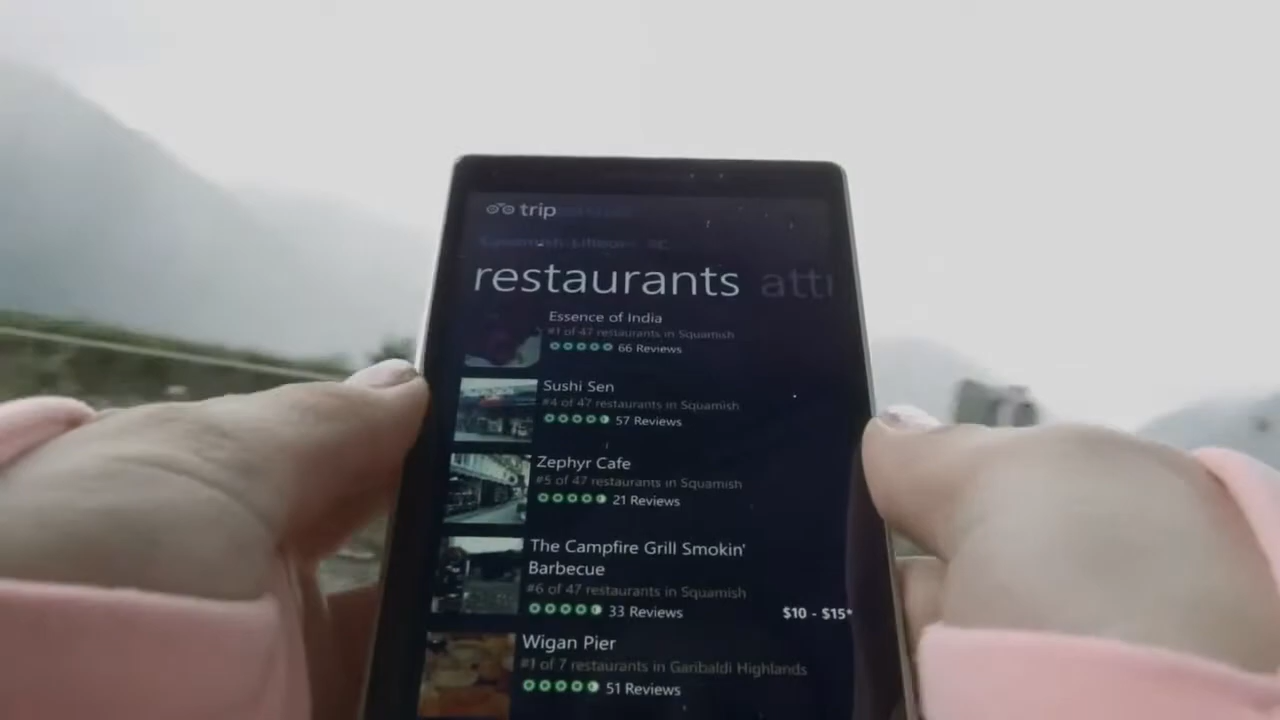 trip
restaurants att
Essence of India
#1 of 47 restaurants in Squamish
66 Reviews
Sushi Sen
#4 of 47 restaurants in Squamish
57 Reviews
Zephyr Cafe
#5 of 47 restaurants in Squamish
21 Reviews
The Campfire Grill Smokin'
Barbecue
#6 of 47 restaurants in Squamish
33 Reviews $10 - $15*
Wigan Pier
#1 of 7 restaurants in Garibaldi Highlands
51 Reviews